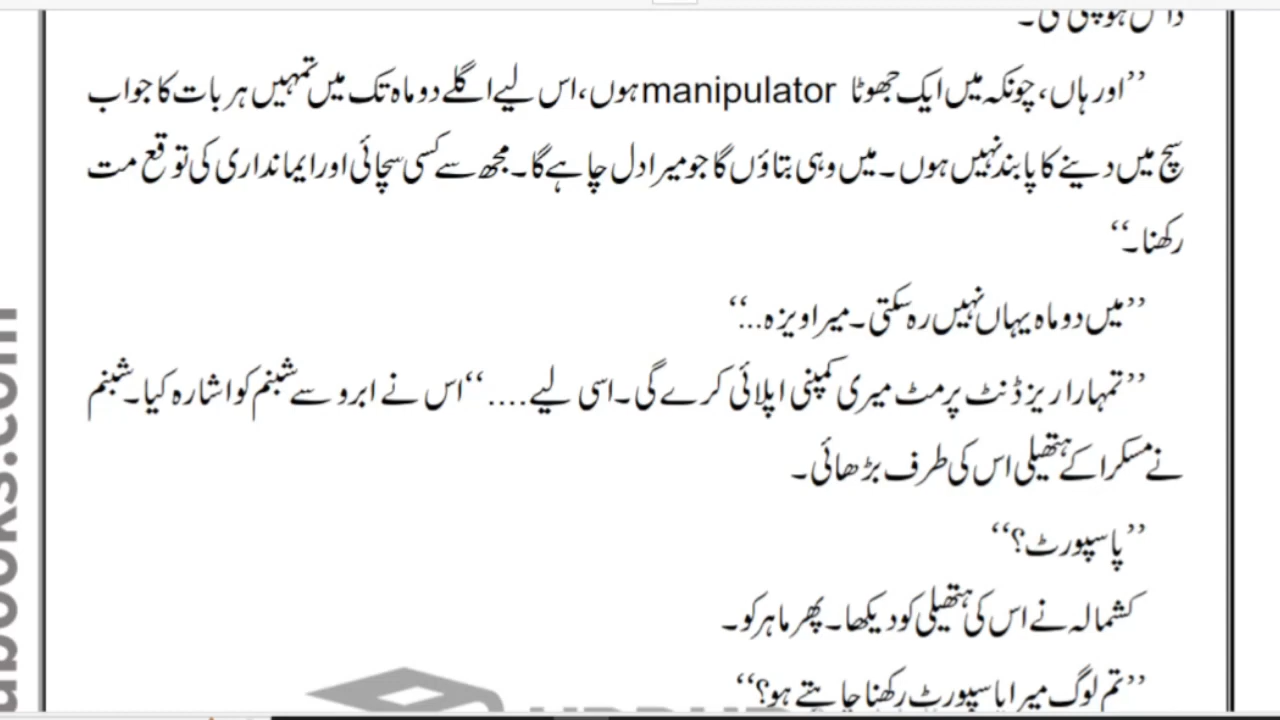 ’’اور ہاں، چونکہ میں ایک جھوٹا manipulator ہوں، اس لیے اگلے دو ماہ تک میں تمہیں ہر بات کا جواب
سچ میں دینے کا پابند نہیں ہوں۔ میں وہی بتاؤں گا جو میرا دل چاہے گا۔ مجھ سے کسی سچائی اور ایمانداری کی توقع مت
رکھنا۔‘‘
’’میں دو ماہ یہاں نہیں رہ سکتی۔ میرا ویزہ...‘‘
’’تمہارا ریزڈنٹ پرمٹ میری کمپنی اپلائی کرے گی۔ اسی لیے....‘‘ اس نے ابرو سے شبنم کو اشارہ کیا۔ شبنم
نے مسکرا کے ہتھیلی اس کی طرف بڑھائی۔
’’پاسپورٹ؟‘‘
کشمالہ نے اس کی ہتھیلی کو دیکھا۔ پھر ماہر کو۔
’’تم لوگ میرا پاسپورٹ رکھنا چاہتے ہو؟‘‘
books.com